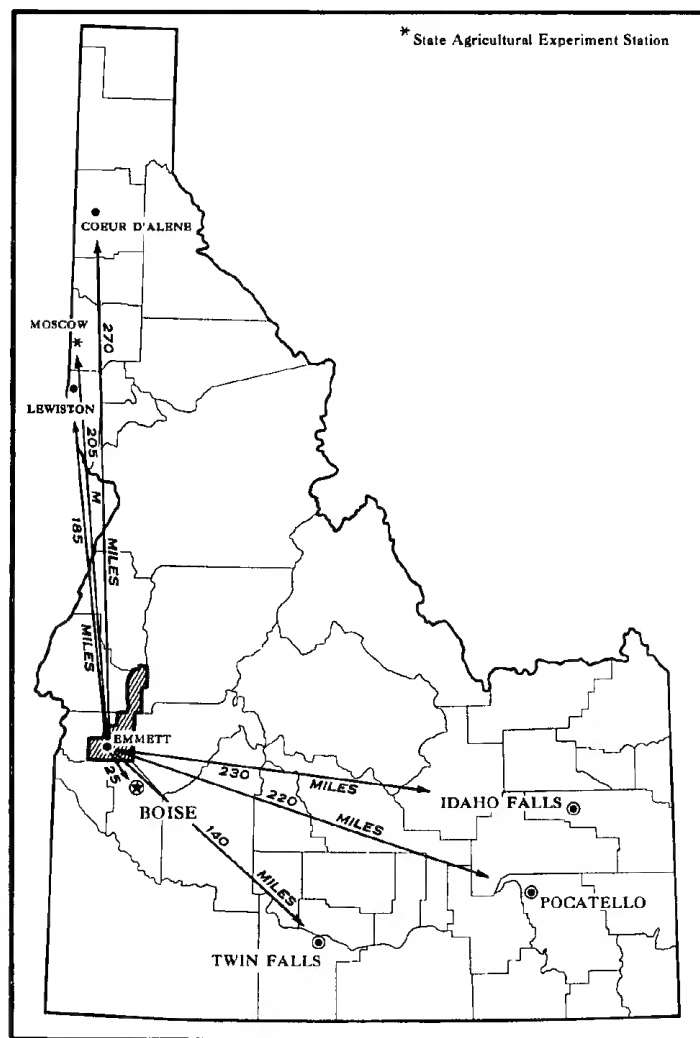 * State Agricultural Experiment Station
COEUR D'ALENE
MOSCOW
*
270
LEWISTON
205
M
185
MILES
MILES
EMMETT
25
BOISE
230 MILES
IDAHO FALLS
220 MILES
140 MILES
POCATELLO
TWIN FALLS